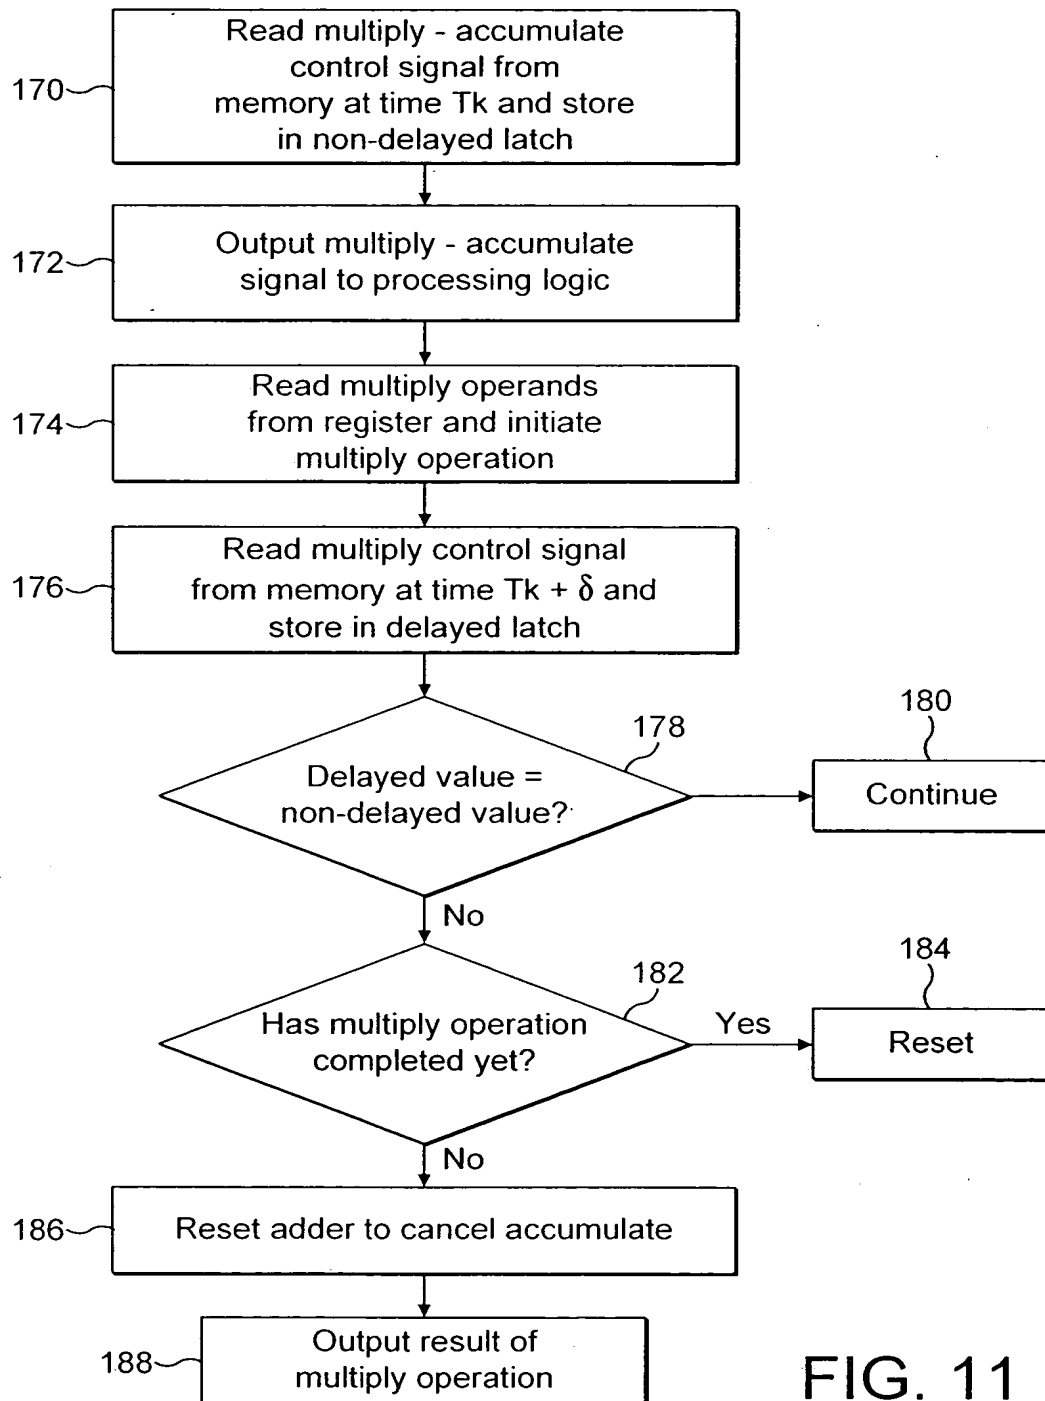 Read multiply - accumulate
control signal from
memory at time Tk and store
in non-delayed latch
170
Output multiply - accumulate
signal to processing logic
172
Read multiply operands
from register and initiate
multiply operation
174
Read multiply control signal
from memory at time Tk + δ and
store in delayed latch
176
Delayed value =
non-delayed value?
178
180
Continue
No
Has multiply operation
completed yet?
182
Yes
184
Reset
No
186
Reset adder to cancel accumulate
188
Output result of
multiply operation
FIG. 11